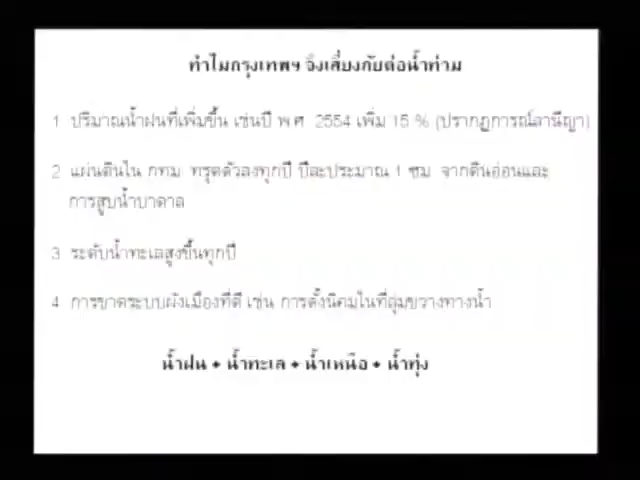 ทำไมกรุงเทพฯ จึงเสี่ยงกับต่อน้ำท่วม
1 ปริมาณน้ำฝนที่เพิ่มขึ้น เช่นปี พ.ศ. 2554 เพิ่ม 15 % (ปรากฏการณ์ลานีญา)
2 แผ่นดินใน กทม ทรุดตัวลงทุกปี ปีละประมาณ 1 ซม จากดินอ่อนและ
การสูบน้ำบาดาล
3 ระดับน้ำทะเลสูงขึ้นทุกปี
4 การขาดระบบผังเมืองที่ดี เช่น การตั้งนิคมในที่ลุ่มขวางทางน้ำ
น้ำฝน + น้ำทะเล + น้ำเหนือ + น้ำทุ่ง